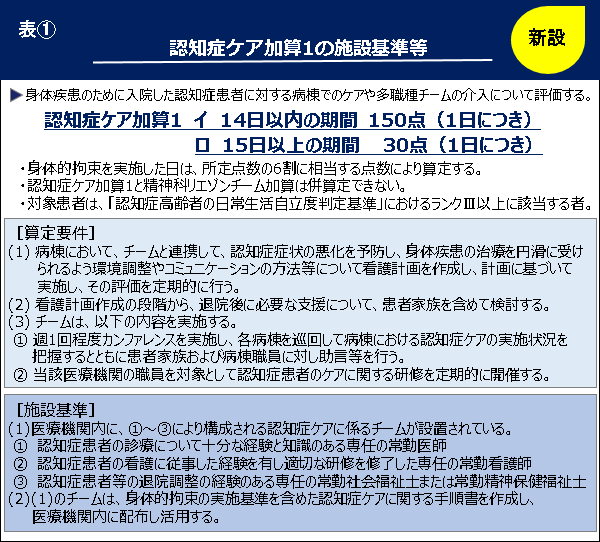 表①
認知症ケア加算1の施設基準等
新設
▶身体疾患のために入院した認知症患者に対する病棟でのケアや多職種チームの介入について評価する。
認知症ケア加算1 イ 14日以内の期間 150点（1日につき）
ロ 15日以上の期間 30点（1日につき）
・身体的拘束を実施した日は、所定点数の6割に相当する点数により算定する。
・認知症ケア加算1と精神科リエゾンチーム加算は併算定できない。
・対象患者は、「認知症高齢者の日常生活自立度判定基準」におけるランクⅢ以上に該当する者。
［算定要件］
(1) 病棟において、チームと連携して、認知症症状の悪化を予防し、身体疾患の治療を円滑に受け
られるよう環境調整やコミュニケーションの方法等について看護計画を作成し、計画に基づいて
実施し、その評価を定期的に行う。
(2) 看護計画作成の段階から、退院後に必要な支援について、患者家族を含めて検討する。
(3) チームは、以下の内容を実施する。
① 週1回程度カンファレンスを実施し、各病棟を巡回して病棟における認知症ケアの実施状況を
把握するとともに患者家族および病棟職員に対し助言等を行う。
② 当該医療機関の職員を対象として認知症患者のケアに関する研修を定期的に開催する。
［施設基準］
(1)医療機関内に、①～③により構成される認知症ケアに係るチームが設置されている。
① 認知症患者の診療について十分な経験と知識のある専任の常勤医師
② 認知症患者の看護に従事した経験を有し適切な研修を修了した専任の常勤看護師
③ 認知症患者等の退院調整の経験のある専任の常勤社会福祉士または常勤精神保健福祉士
(2)(1)のチームは、身体的拘束の実施基準を含めた認知症ケアに関する手順書を作成し、
医療機関内に配布し活用する。